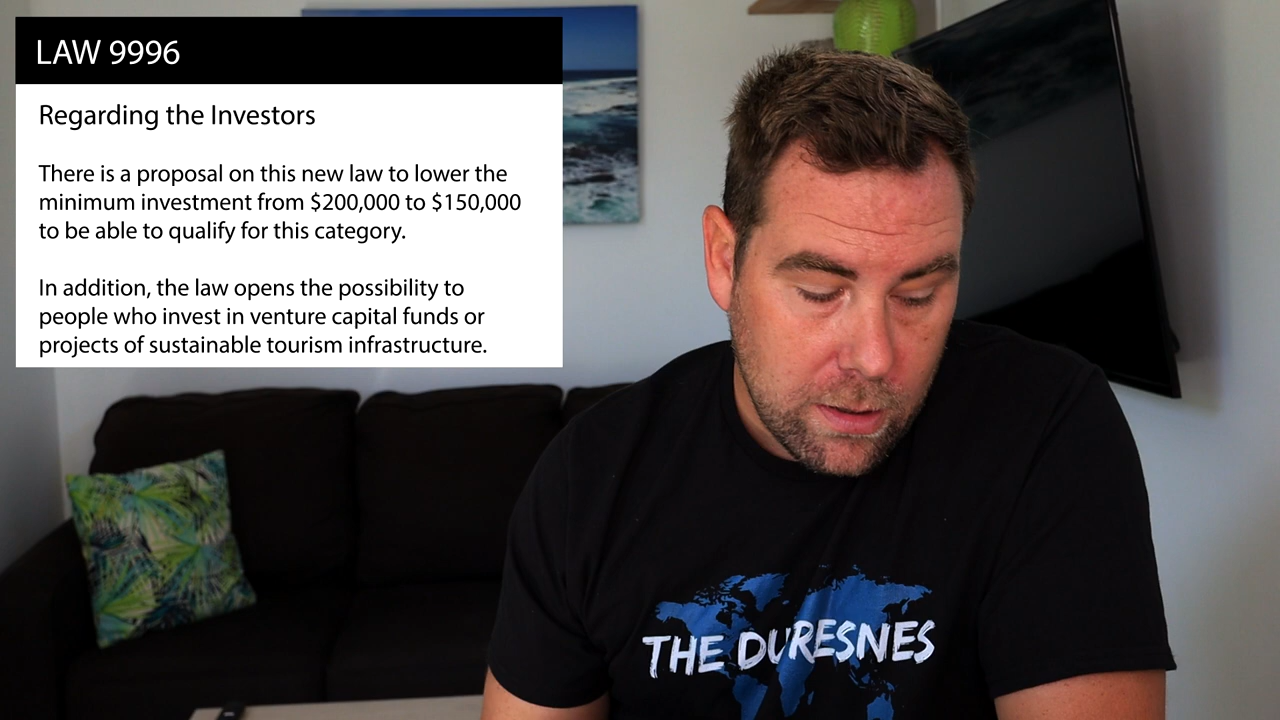 LAW 9996
Regarding the Investors
There is a proposal on this new law to lower the
minimum investment from $200,000 to $150,000
to be able to qualify for this category.
In addition, the law opens the possibility to
people who invest in venture capital funds or
projects of sustainable tourism infrastructure.
THE DURESNES